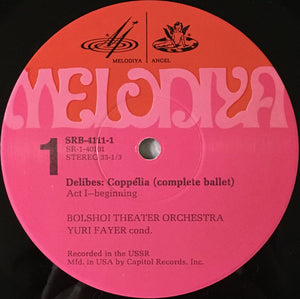 MELODIYA ANGEL
MELODIYA
1
SRB-4111-1
SR-1-40191
STEREO 33-1/3
Delibes: Coppélia (complete ballet)
Act I—beginning
BOLSHOI THEATER ORCHESTRA
YURI FAYER cond.
Recorded in the USSR
Mfd. in USA by Capitol Records, Inc.